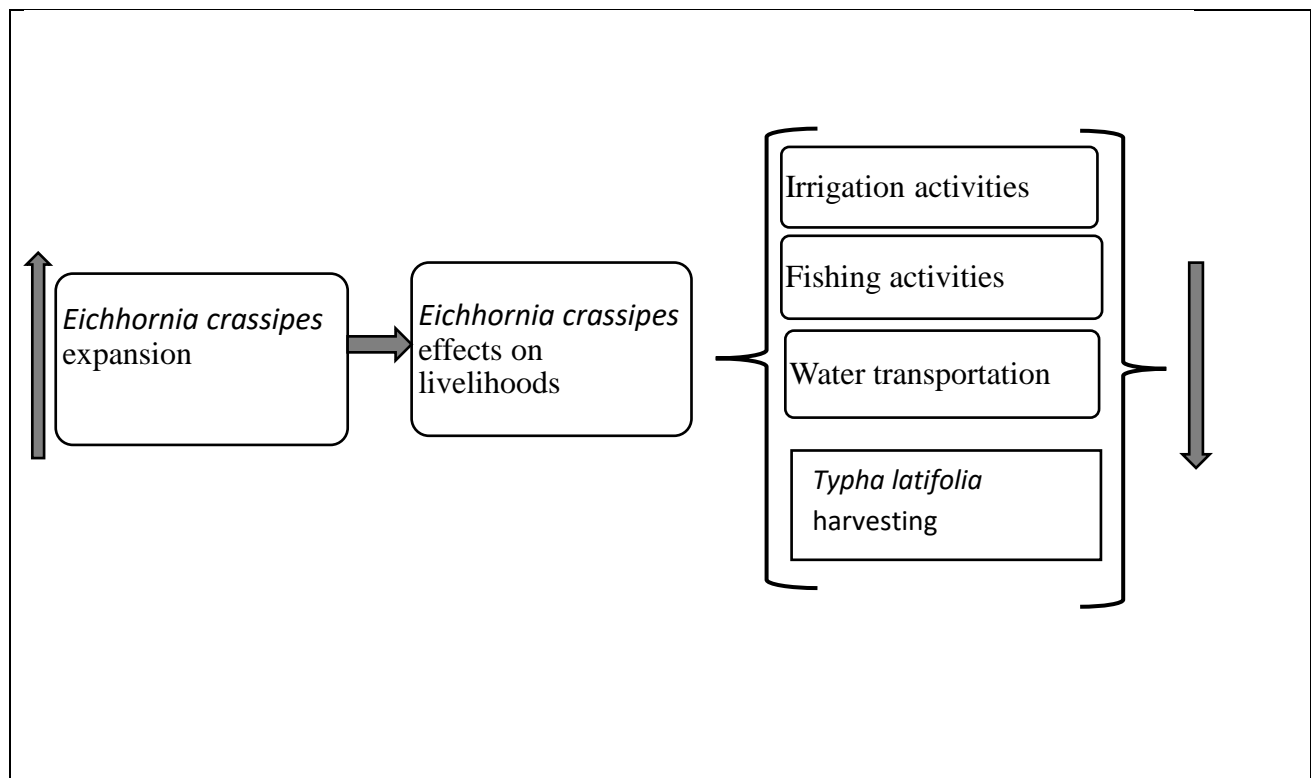 Eichhornia crassipes
expansion
Eichhornia crassipes
effects on
livelihoods
Irrigation activities
Fishing activities
Water transportation
Typha latifolia
harvesting